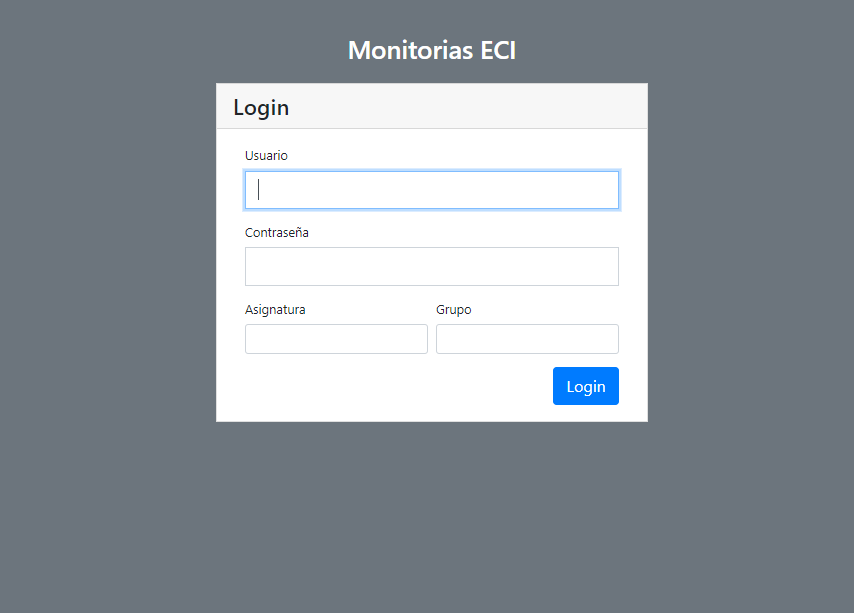 Monitorias ECI
Login
Usuario
Contraseña
Asignatura Grupo
Login